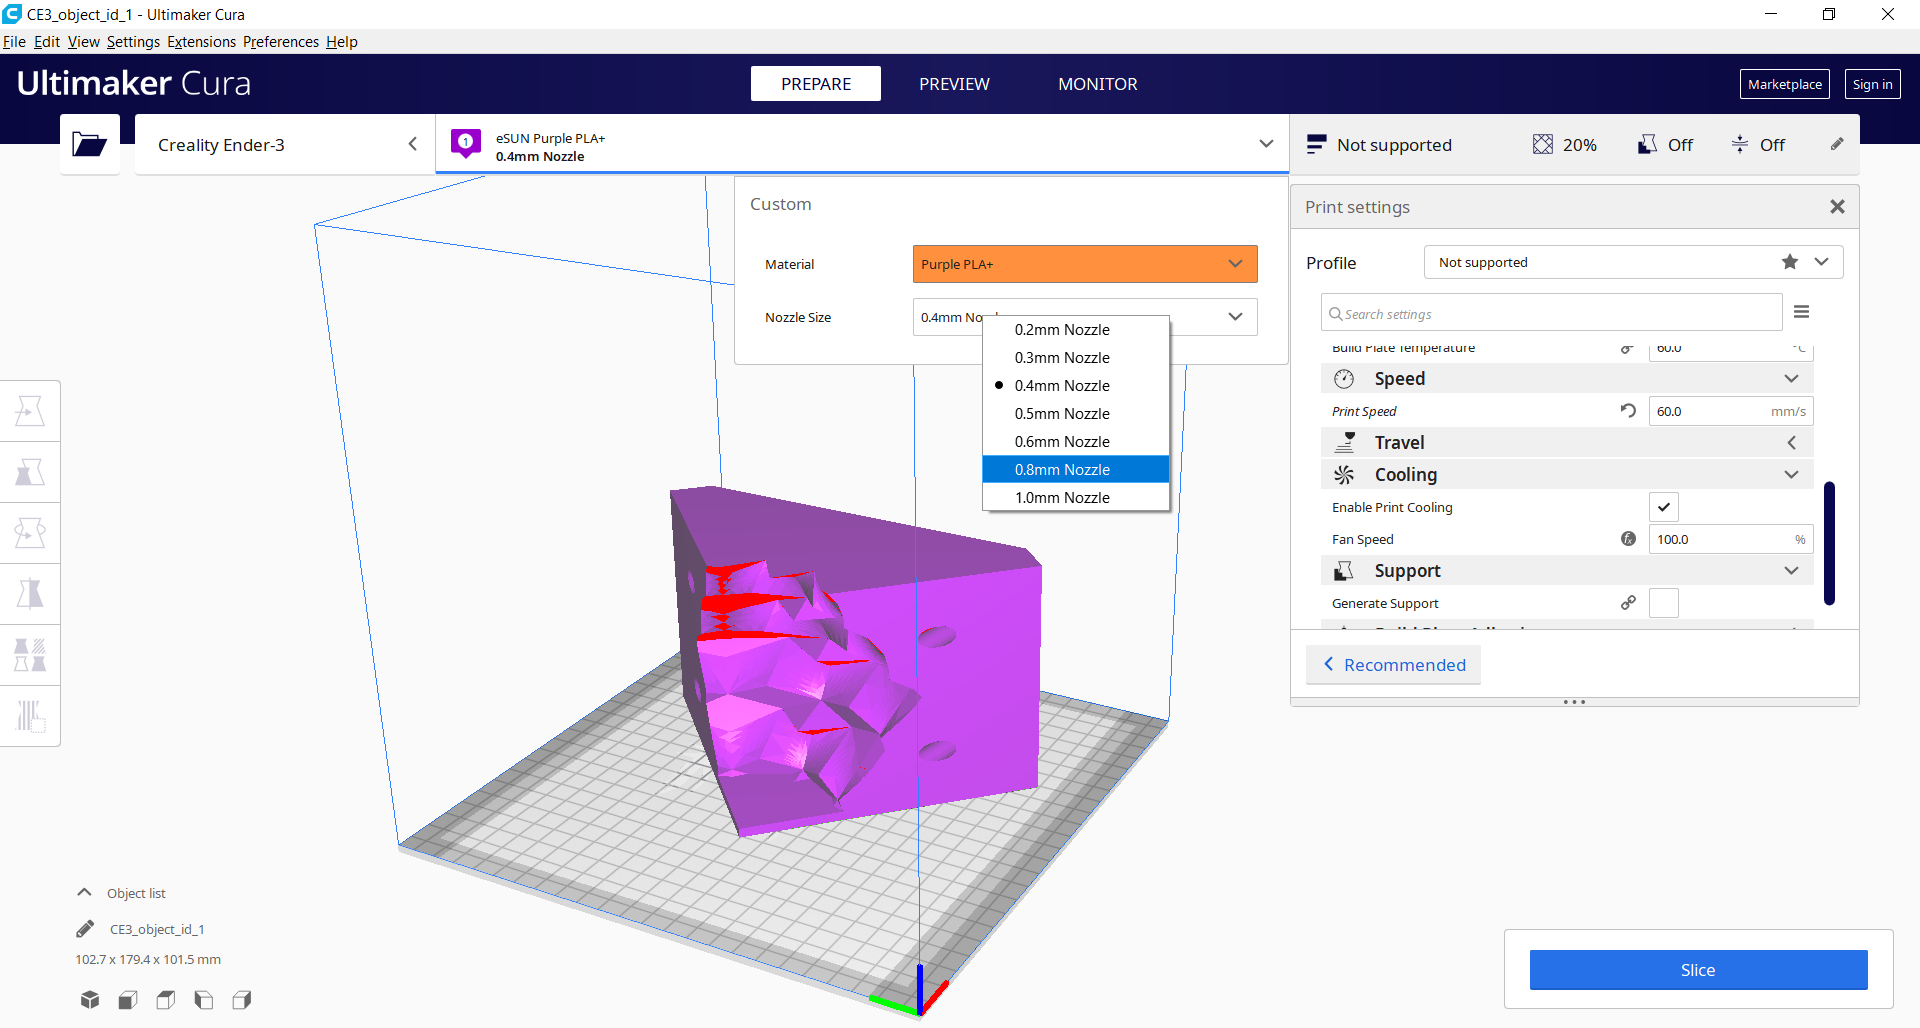 CE3_object_id_1 - Ultimaker Cura
File Edit View Settings Extensions Preferences Help
Ultimaker Cura
PREPARE PREVIEW MONITOR
Marketplace Sign in
Creality Ender-3
1
eSUN Purple PLA+
0.4mm Nozzle
Not supported 20% Off Off
Custom
Material Purple PLA+
Nozzle Size 0.4mm
0.2mm Nozzle
0.3mm Nozzle
0.4mm Nozzle
0.5mm Nozzle
0.6mm Nozzle
0.8mm Nozzle
1.0mm Nozzle
Print settings
Profile Not supported
Search settings
Build Plate Temperature 60.0 °C
Speed
Print Speed 60.0 mm/s
Travel
Cooling
Enable Print Cooling
Fan Speed 100.0 %
Support
Generate Support
Recommended
Object list
CE3_object_id_1
102.7 x 179.4 x 101.5 mm
Slice